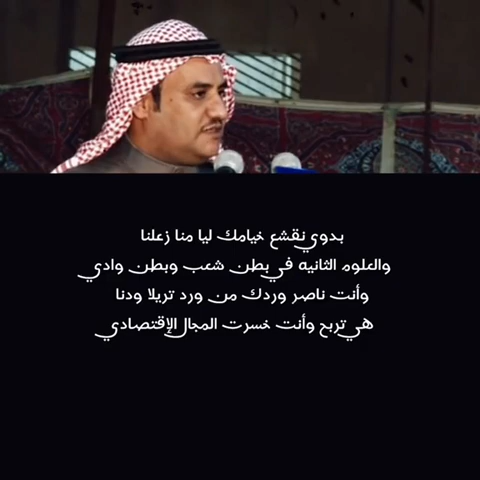 بدوي نقشع خيامك ليا منا زعلنا
والعلوم الثانيه في بطن شعب وبطن وادي
وأنت ناصر وردك من ورد تريلا ودنا
هي تربح وأنت خسرت المجال الإقتصادي